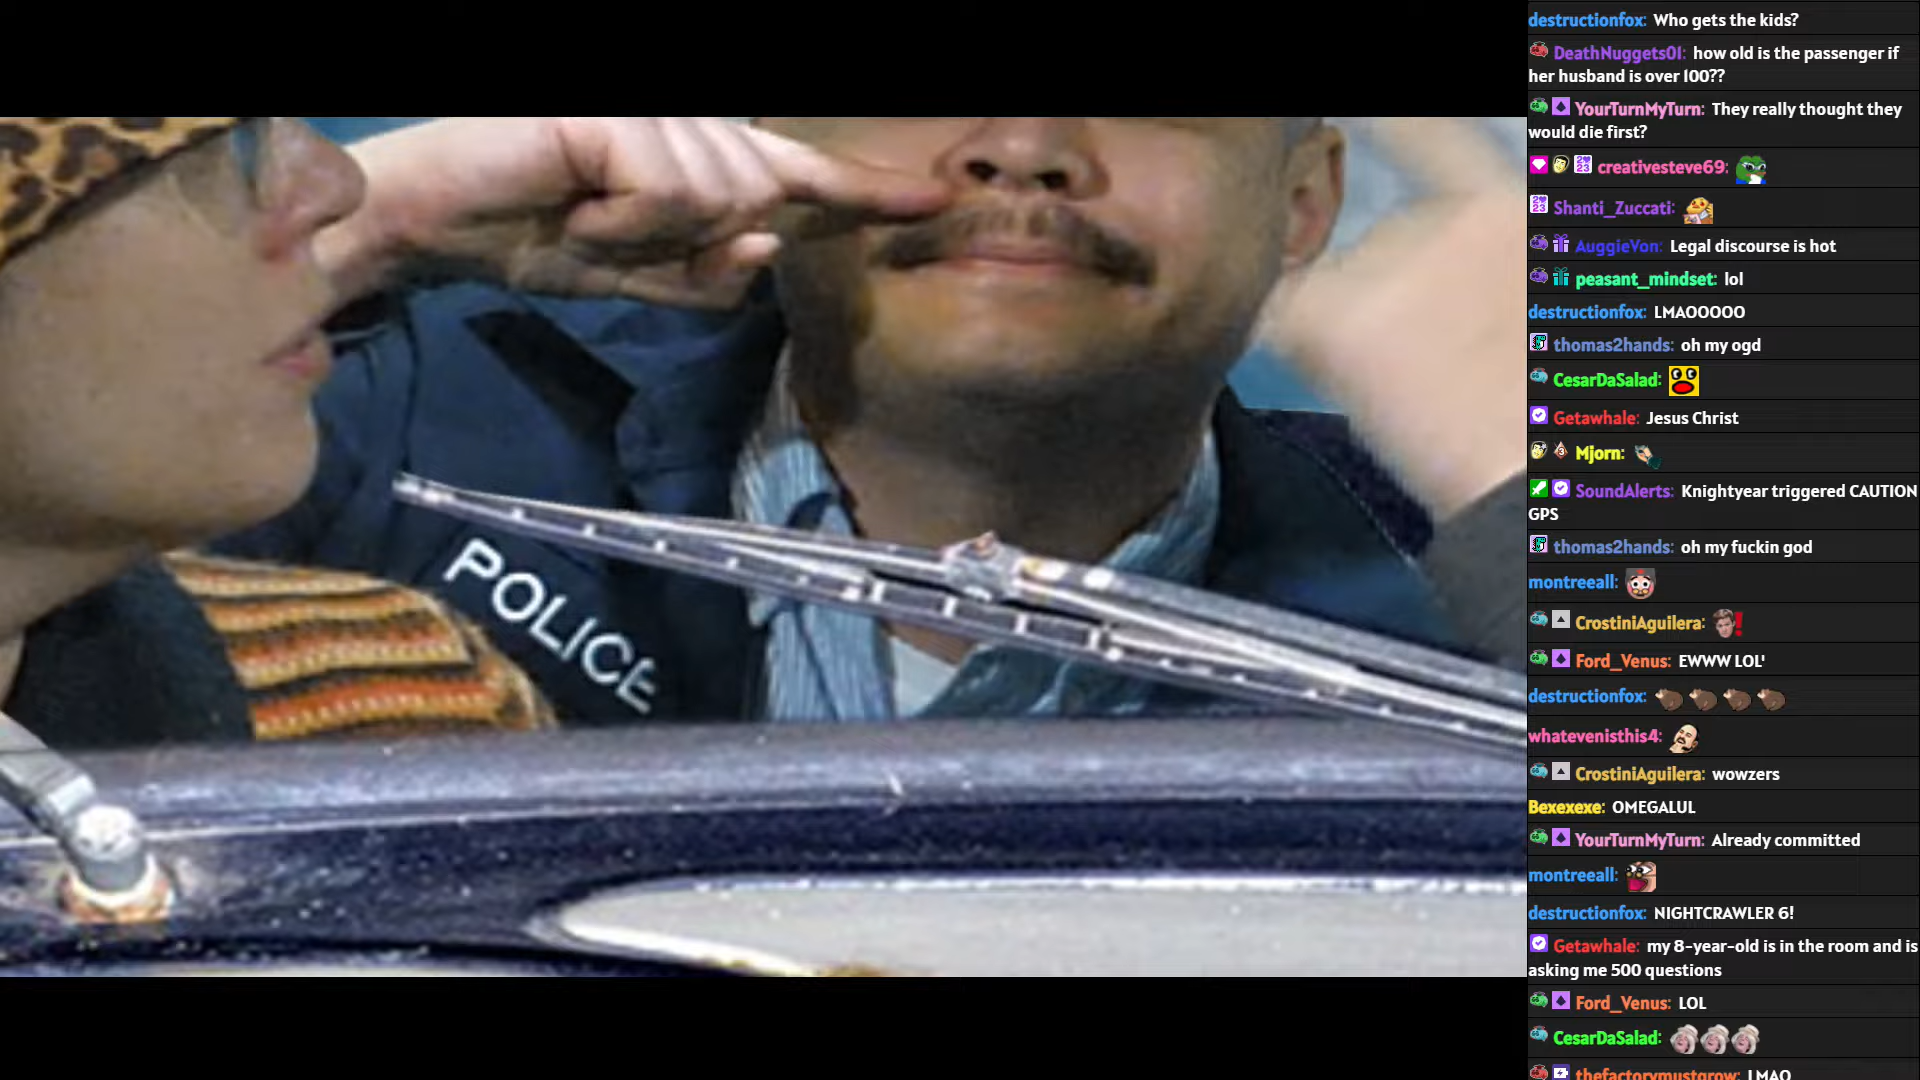 destructionfox: Who gets the kids?
DeathNuggets01: how old is the passenger if
her husband is over 100??
YourTurnMyTurn: They really thought they
would die first?
creativesteve69:
Shanti_Zuccati:
AuggieVon: Legal discourse is hot
peasant_mindset: lol
destructionfox: LMAOOOOO
thomas2hands: oh my ogd
CesarDaSalad:
Getawhale: Jesus Christ
Mjorn:
SoundAlerts: Knightyear triggered CAUTION
GPS
thomas2hands: oh my fuckin god
montreeall:
CrostiniAguilera:
Ford_Venus: EWWW LOL'
destructionfox:
whatevenisthis4:
CrostiniAguilera: wowzers
Bexexexe: OMEGALUL
YourTurnMyTurn: Already committed
montreeall:
destructionfox: NIGHTCRAWLER 6!
Getawhale: my 8-year-old is in the room and is
asking me 500 questions
Ford_Venus: LOL
CesarDaSalad:
thefactorymustgrow: LMAO
POLICE